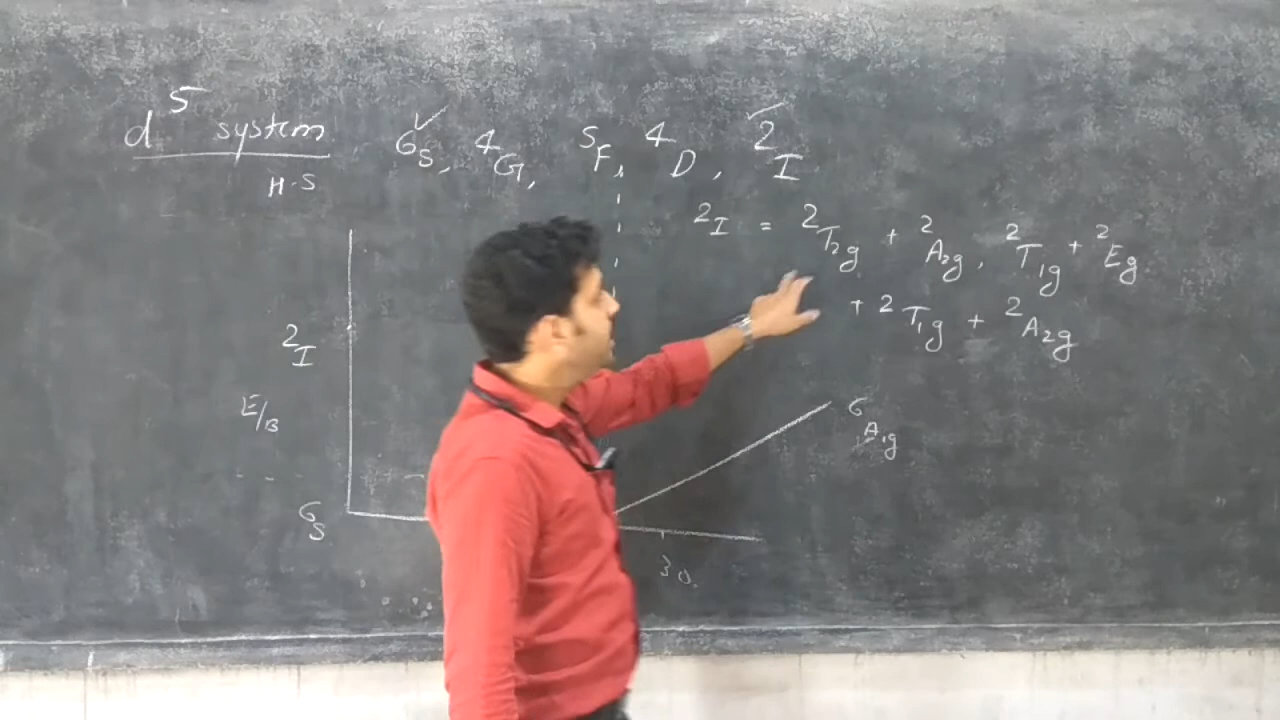 d⁵ system ⁶S, ⁴G, ⁵F, ⁴D, ²I
H.S
²I = ²T₂g + ²A₂g, ²T₁g + ²Eg
+ ²T₁g + ²A₂g
²I
E/B
⁶A₁g
⁶S
30.